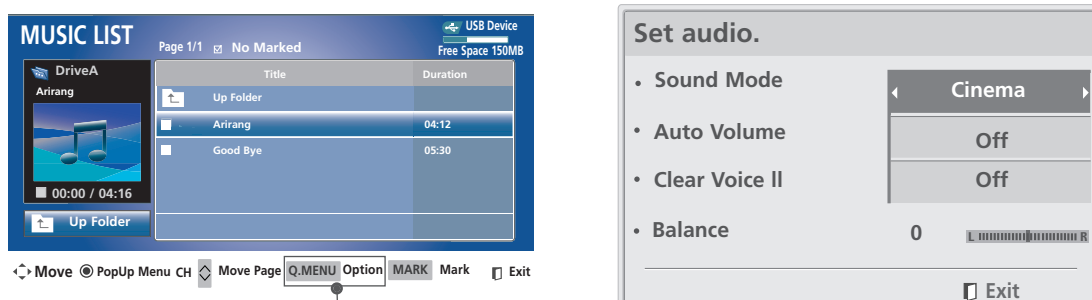 MUSIC LIST
Page 1/1 No Marked
USB Device
Free Space 150MB
DriveA
Arirang
00:00 / 04:16
Up Folder
Title Duration
Up Folder
Arirang 04:12
Good Bye 05:30
Move PopUp Menu CH Move Page Q.MENU Option MARK Mark Exit
Set audio.
• Sound Mode Cinema
• Auto Volume Off
• Clear Voice ll Off
• Balance 0 L R
Exit